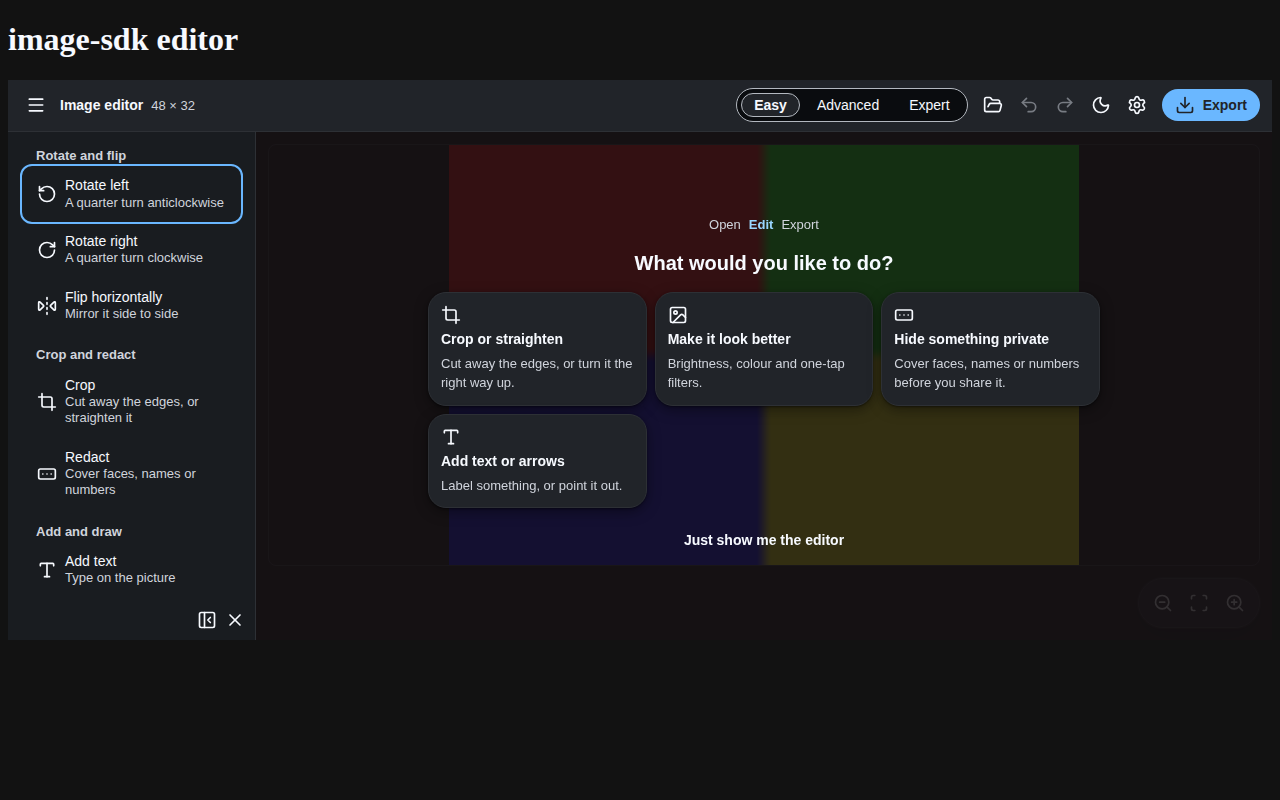 image-sdk editor
Image editor 48 × 32
Easy Advanced Expert
Export
Rotate and flip
Rotate left
A quarter turn anticlockwise
Rotate right
A quarter turn clockwise
Flip horizontally
Mirror it side to side
Crop and redact
Crop
Cut away the edges, or
straighten it
Redact
Cover faces, names or
numbers
Add and draw
Add text
Type on the picture
Open Edit Export
What would you like to do?
Crop or straighten
Cut away the edges, or turn it the
right way up.
Make it look better
Brightness, colour and one-tap
filters.
Hide something private
Cover faces, names or numbers
before you share it.
Add text or arrows
Label something, or point it out.
Just show me the editor